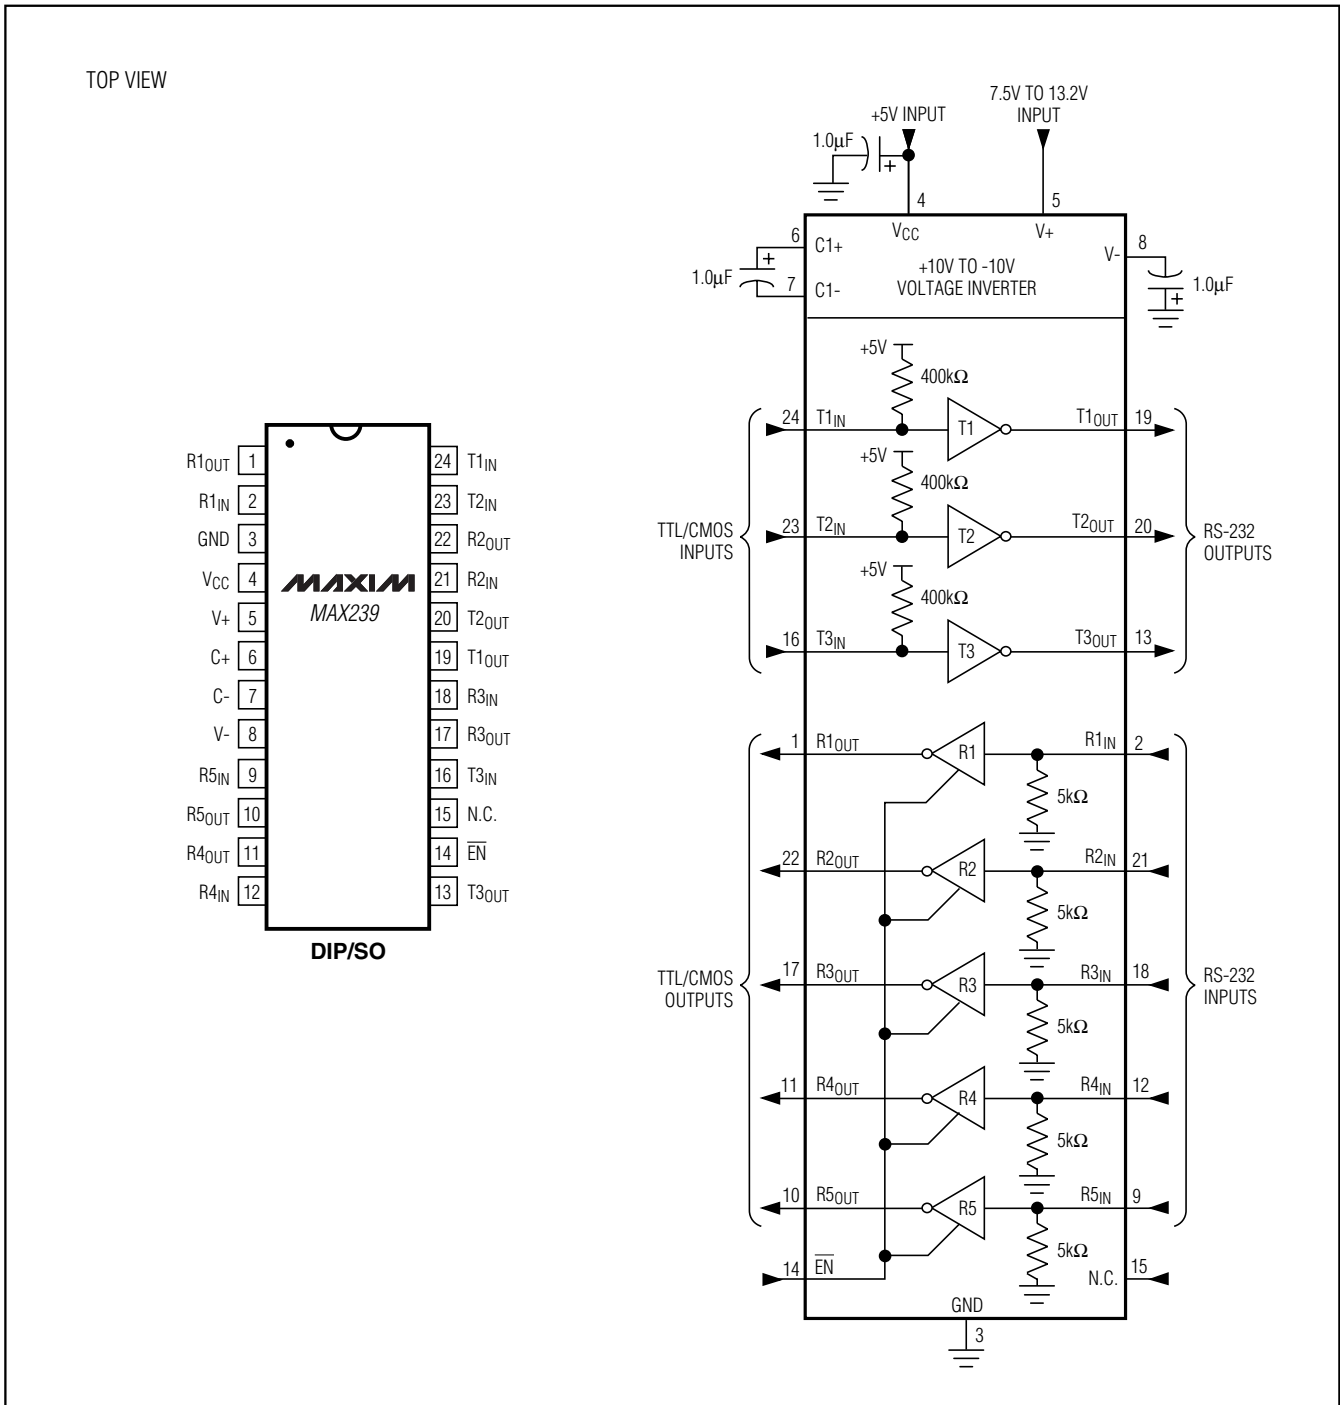 TOP VIEW
R1OUT 1
R1IN 2
GND 3
VCC 4
V+ 5
C+ 6
C- 7
V- 8
R5IN 9
R5OUT 10
R4OUT 11
R4IN 12
24 T1IN
23 T2IN
22 R2OUT
21 R2IN
20 T2OUT
19 T1OUT
18 R3IN
17 R3OUT
16 T3IN
15 N.C.
14 E̅N̅
13 T3OUT
MAXIM
MAX239
DIP/SO
+5V INPUT
7.5V TO 13.2V
INPUT
1.0µF
+
4
5
VCC
V+
6
C1+
+
1.0µF
7
C1-
+10V TO -10V
VOLTAGE INVERTER
V-
8
1.0µF
+
+5V
400kΩ
24 T1IN T1 T1OUT 19
+5V
400kΩ
TTL/CMOS
INPUTS
23 T2IN T2 T2OUT 20
RS-232
OUTPUTS
+5V
400kΩ
16 T3IN T3 T3OUT 13
1 R1OUT R1 R1IN 2
5kΩ
22 R2OUT R2 R2IN 21
5kΩ
TTL/CMOS
OUTPUTS
17 R3OUT R3 R3IN 18
RS-232
INPUTS
5kΩ
11 R4OUT R4 R4IN 12
5kΩ
10 R5OUT R5 R5IN 9
5kΩ
14 E̅N̅
N.C. 15
GND
3